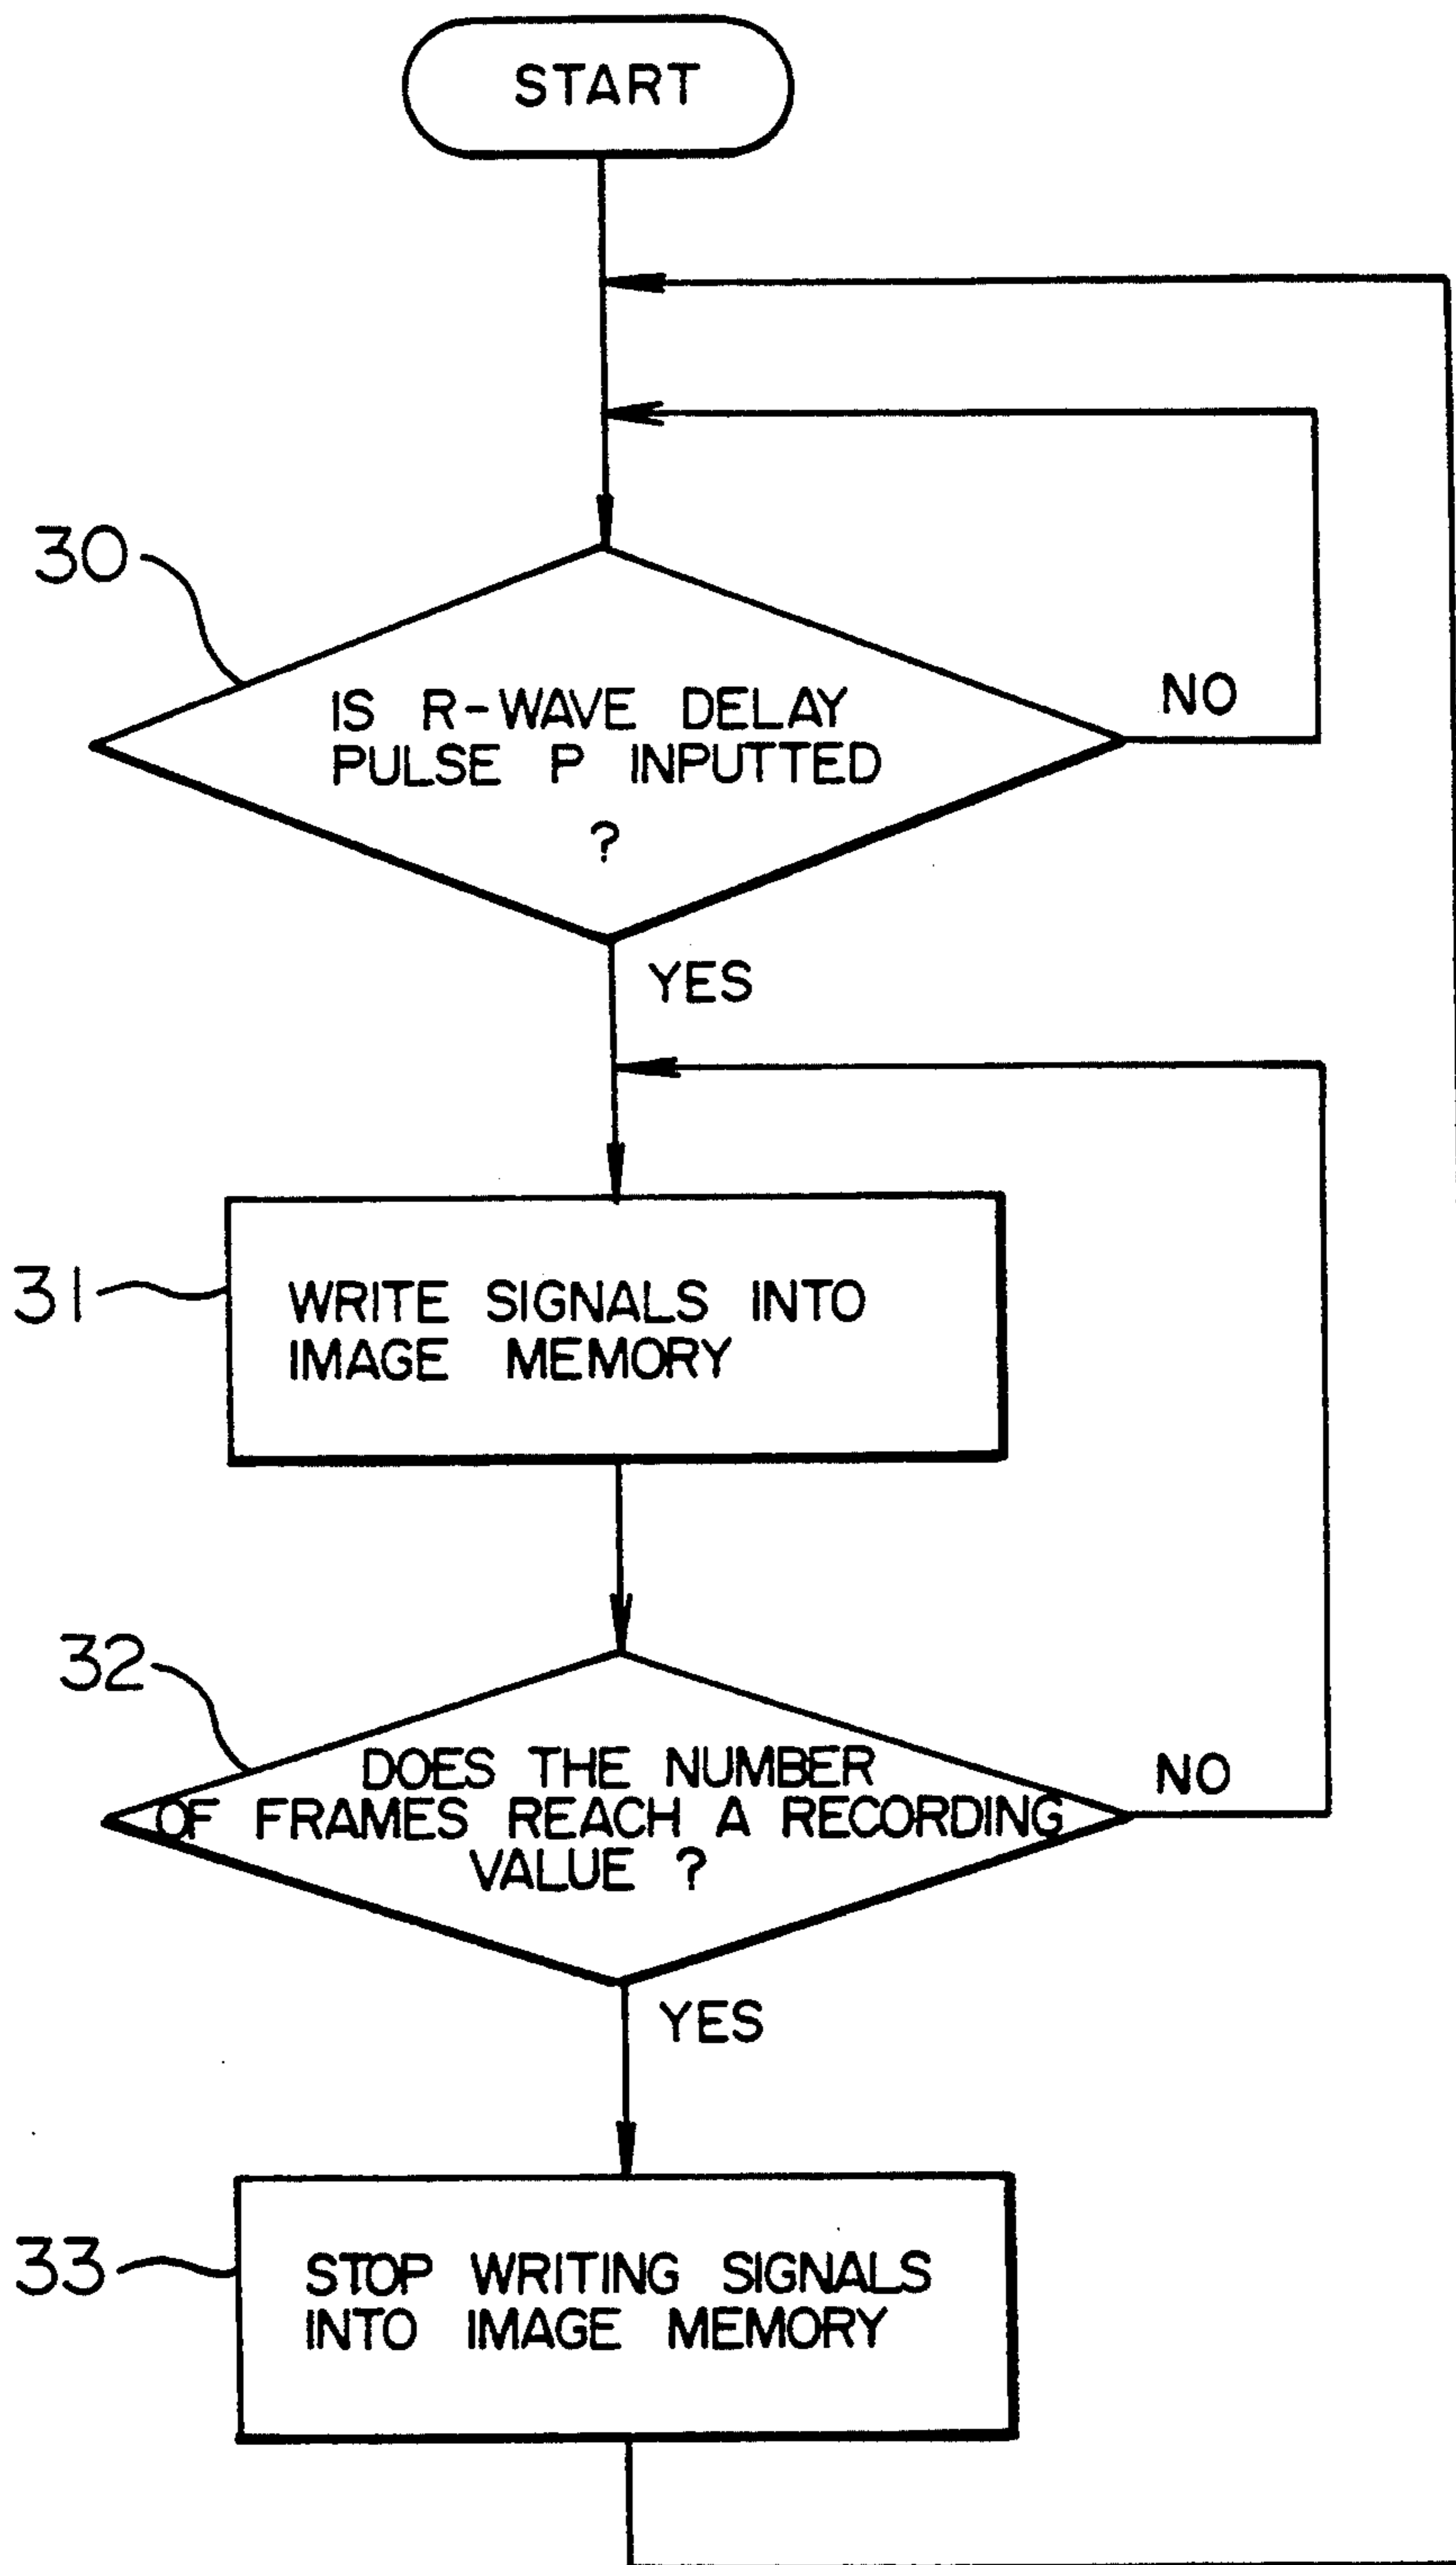 START
30
IS R-WAVE DELAY
PULSE P INPUTTED
?
NO
YES
31
WRITE SIGNALS INTO
IMAGE MEMORY
32
DOES THE NUMBER
OF FRAMES REACH A RECORDING
VALUE ?
NO
YES
33
STOP WRITING SIGNALS
INTO IMAGE MEMORY